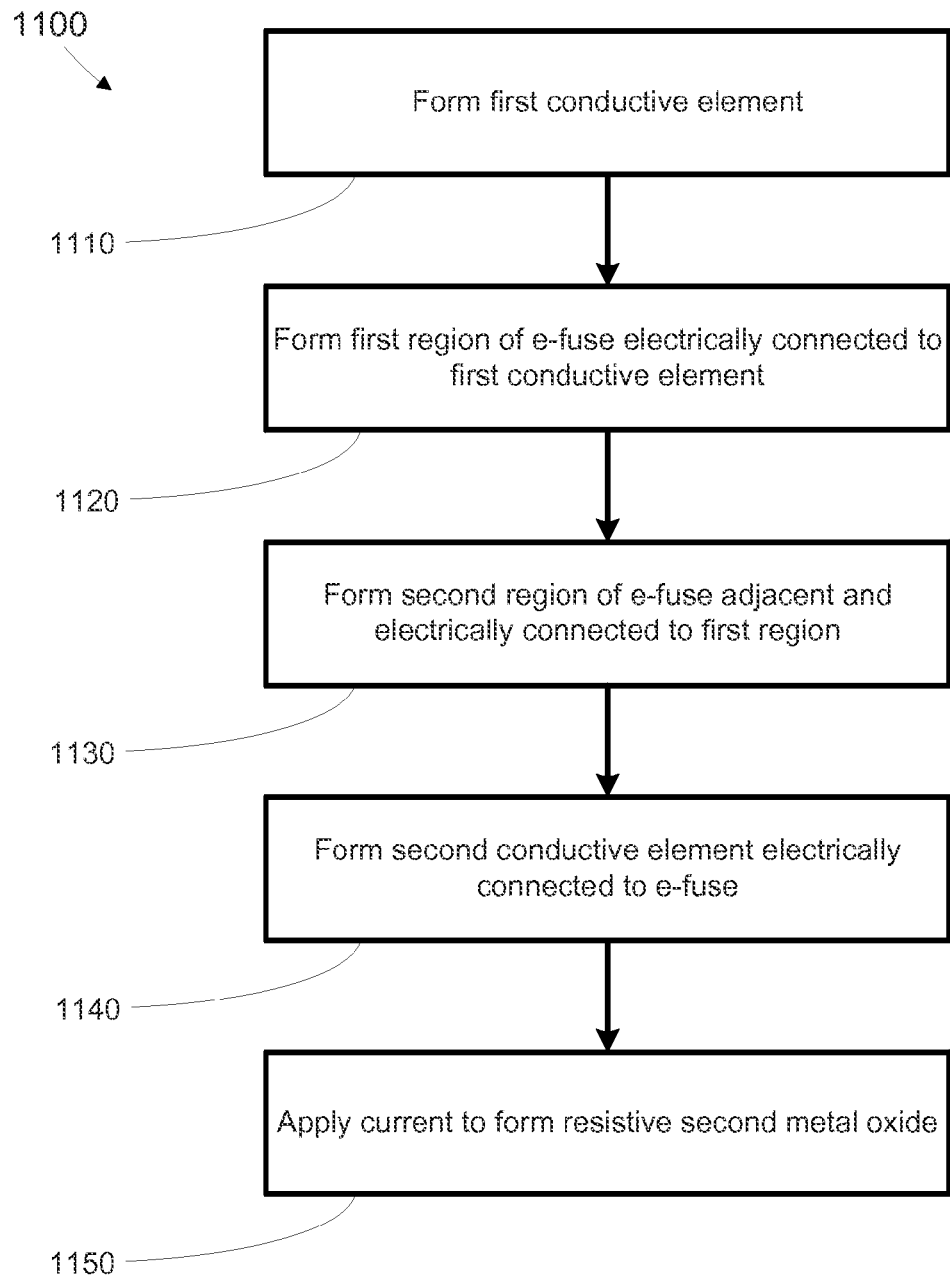 1100
Form first conductive element
1110
Form first region of e-fuse electrically connected to
first conductive element
1120
Form second region of e-fuse adjacent and
electrically connected to first region
1130
Form second conductive element electrically
connected to e-fuse
1140
Apply current to form resistive second metal oxide
1150